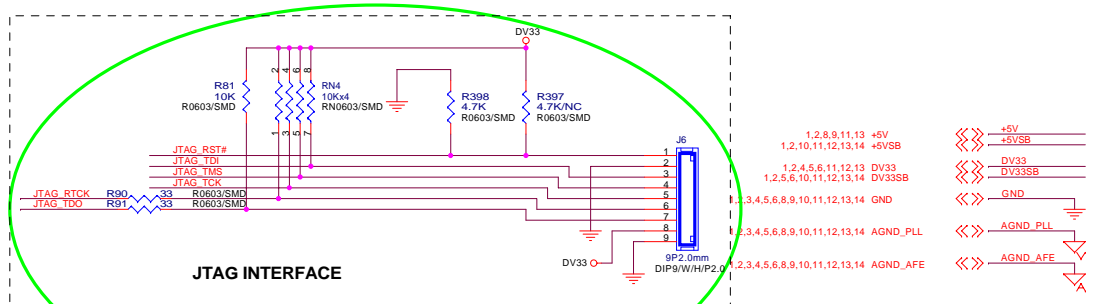 DV33
R81
10K
R0603/SMD
2
4
6
8
RN4
10Kx4
RN0603/SMD
1
3
5
7
R398
4.7K
R0603/SMD
R397
4.7K/NC
R0603/SMD
J6
JTAG_RST#
JTAG_TDI
JTAG_TMS
JTAG_TCK
JTAG_RTCK R90 33 R0603/SMD
JTAG_TDO R91 33 R0603/SMD
1
2
3
4
5
6
7
8
9
DV33
9P2.0mm
DIP9/W/H/P2.0
JTAG INTERFACE
1,2,8,9,11,13 +5V +5V
1,2,10,11,12,13,14 +5VSB +5VSB
1,2,4,5,6,11,12,13 DV33 DV33
1,2,5,6,10,11,12,13,14 DV33SB DV33SB
1,2,3,4,5,6,8,9,10,11,12,13,14 GND GND
1,2,3,4,5,6,8,9,10,11,12,13,14 AGND_PLL AGND_PLL
1,2,3,4,5,6,8,9,10,11,12,13,14 AGND_AFE AGND_AFE
A